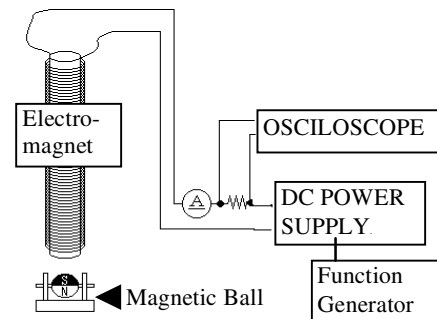 Electro-
magnet
A
OSCILOSCOPE
DC POWER
SUPPLY.
S
N
Magnetic Ball
Function
Generator